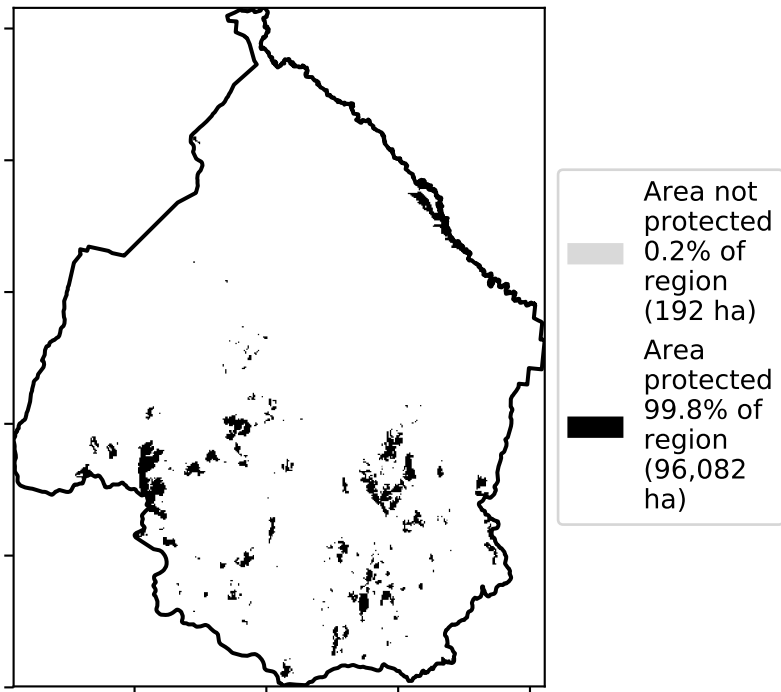 Area not
protected
0.2% of
region
(192 ha)
Area
protected
99.8% of
region
(96,082
ha)